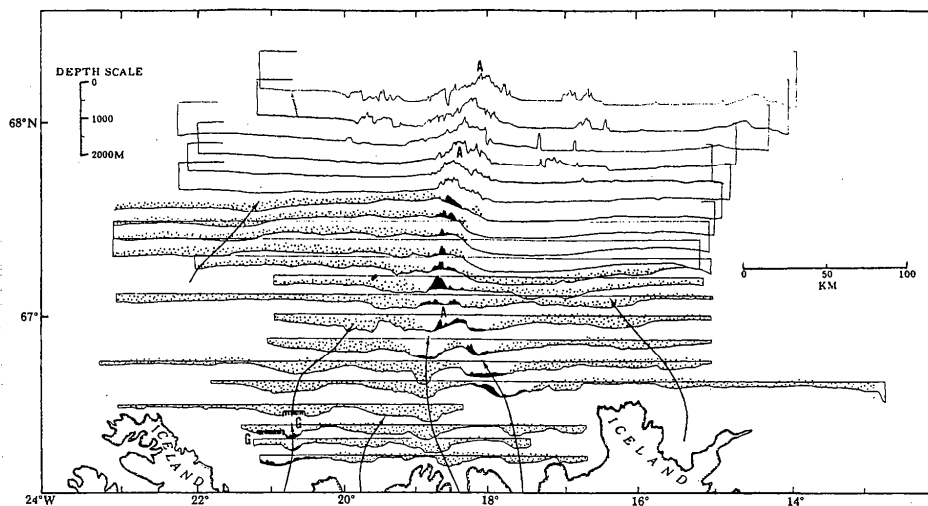 A
DEPTH SCALE
0
68°N
1000
2000M
A
0
50
100
KM
67°
A
G
G
ICELAND
ICELAND
24°W
22°
20°
18°
16°
14°